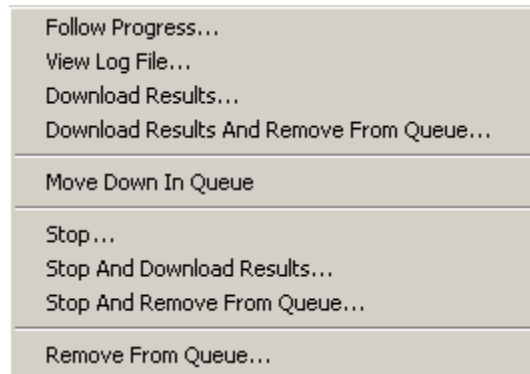 Follow Progress...
View Log File...
Download Results...
Download Results And Remove From Queue...
Move Down In Queue
Stop...
Stop And Download Results...
Stop And Remove From Queue...
Remove From Queue...